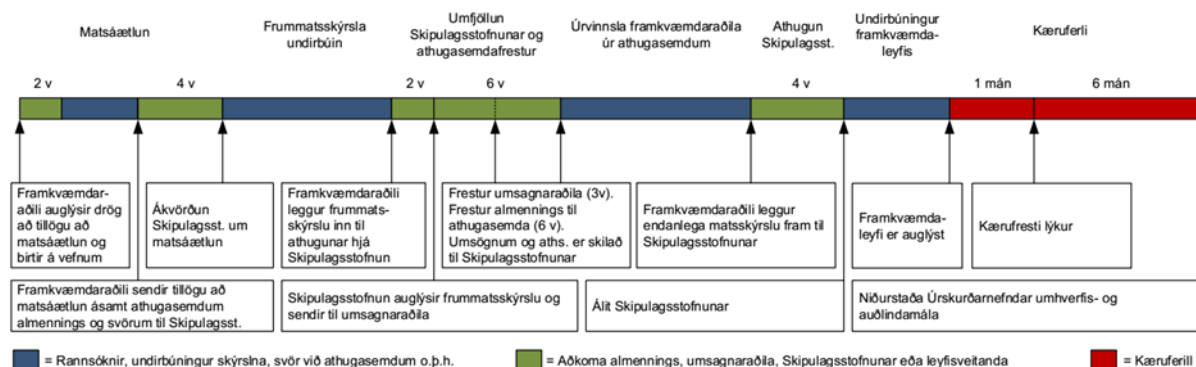 Matsáætlun
Frummatsskýrsla
undirbúin
Umfjöllun
Skipulagsstofnunar og
athugasemdafrestur
Úrvinnsla framkvæmdaraðila
úr athugasemdum
Athugun
Skipulagsst.
Undirbúningur
framkvæmda-
leyfis
Kæruferli
2 v
4 v
2 v
6 v
4 v
1 mán
6 mán
Framkvæmdar-
aðili auglýsir drög
að tillögu að
matsáætlun og
birtir á vefnum
Ákvörðun
Skipulagsst. um
matsáætlun
Framkvæmdaraðili
leggur frummats-
skýrslu inn til
athugunar hjá
Skipulagsstofnun
Frestur umsagnaraðila (3v).
Frestur almennings til
athugasemda (6 v).
Umsögnum og aths. er skilað
til Skipulagsstofnunar
Framkvæmdaraðili leggur
endanlega matsskýrslu fram til
Skipulagsstofnunar
Framkvæmda-
leyfi er auglýst
Kærufresti lýkur
Framkvæmdaraðili sendir tillögu að
matsáætlun ásamt athugasemdum
almennings og svörum til Skipulagsst.
Skipulagsstofnun auglýsir frummatsskýrslu og
sendir til umsagnaraðila
Álit Skipulagsstofnunar
Niðurstaða Úrskurðarnefndar umhverfis- og
auðlindamála
= Rannsóknir, undirbúningur skýrslna, svör við athugasemdum o.þ.h.
= Aðkoma almennings, umsagnaraðila, Skipulagsstofnunar eða leyfisveitanda
= Kæruferill